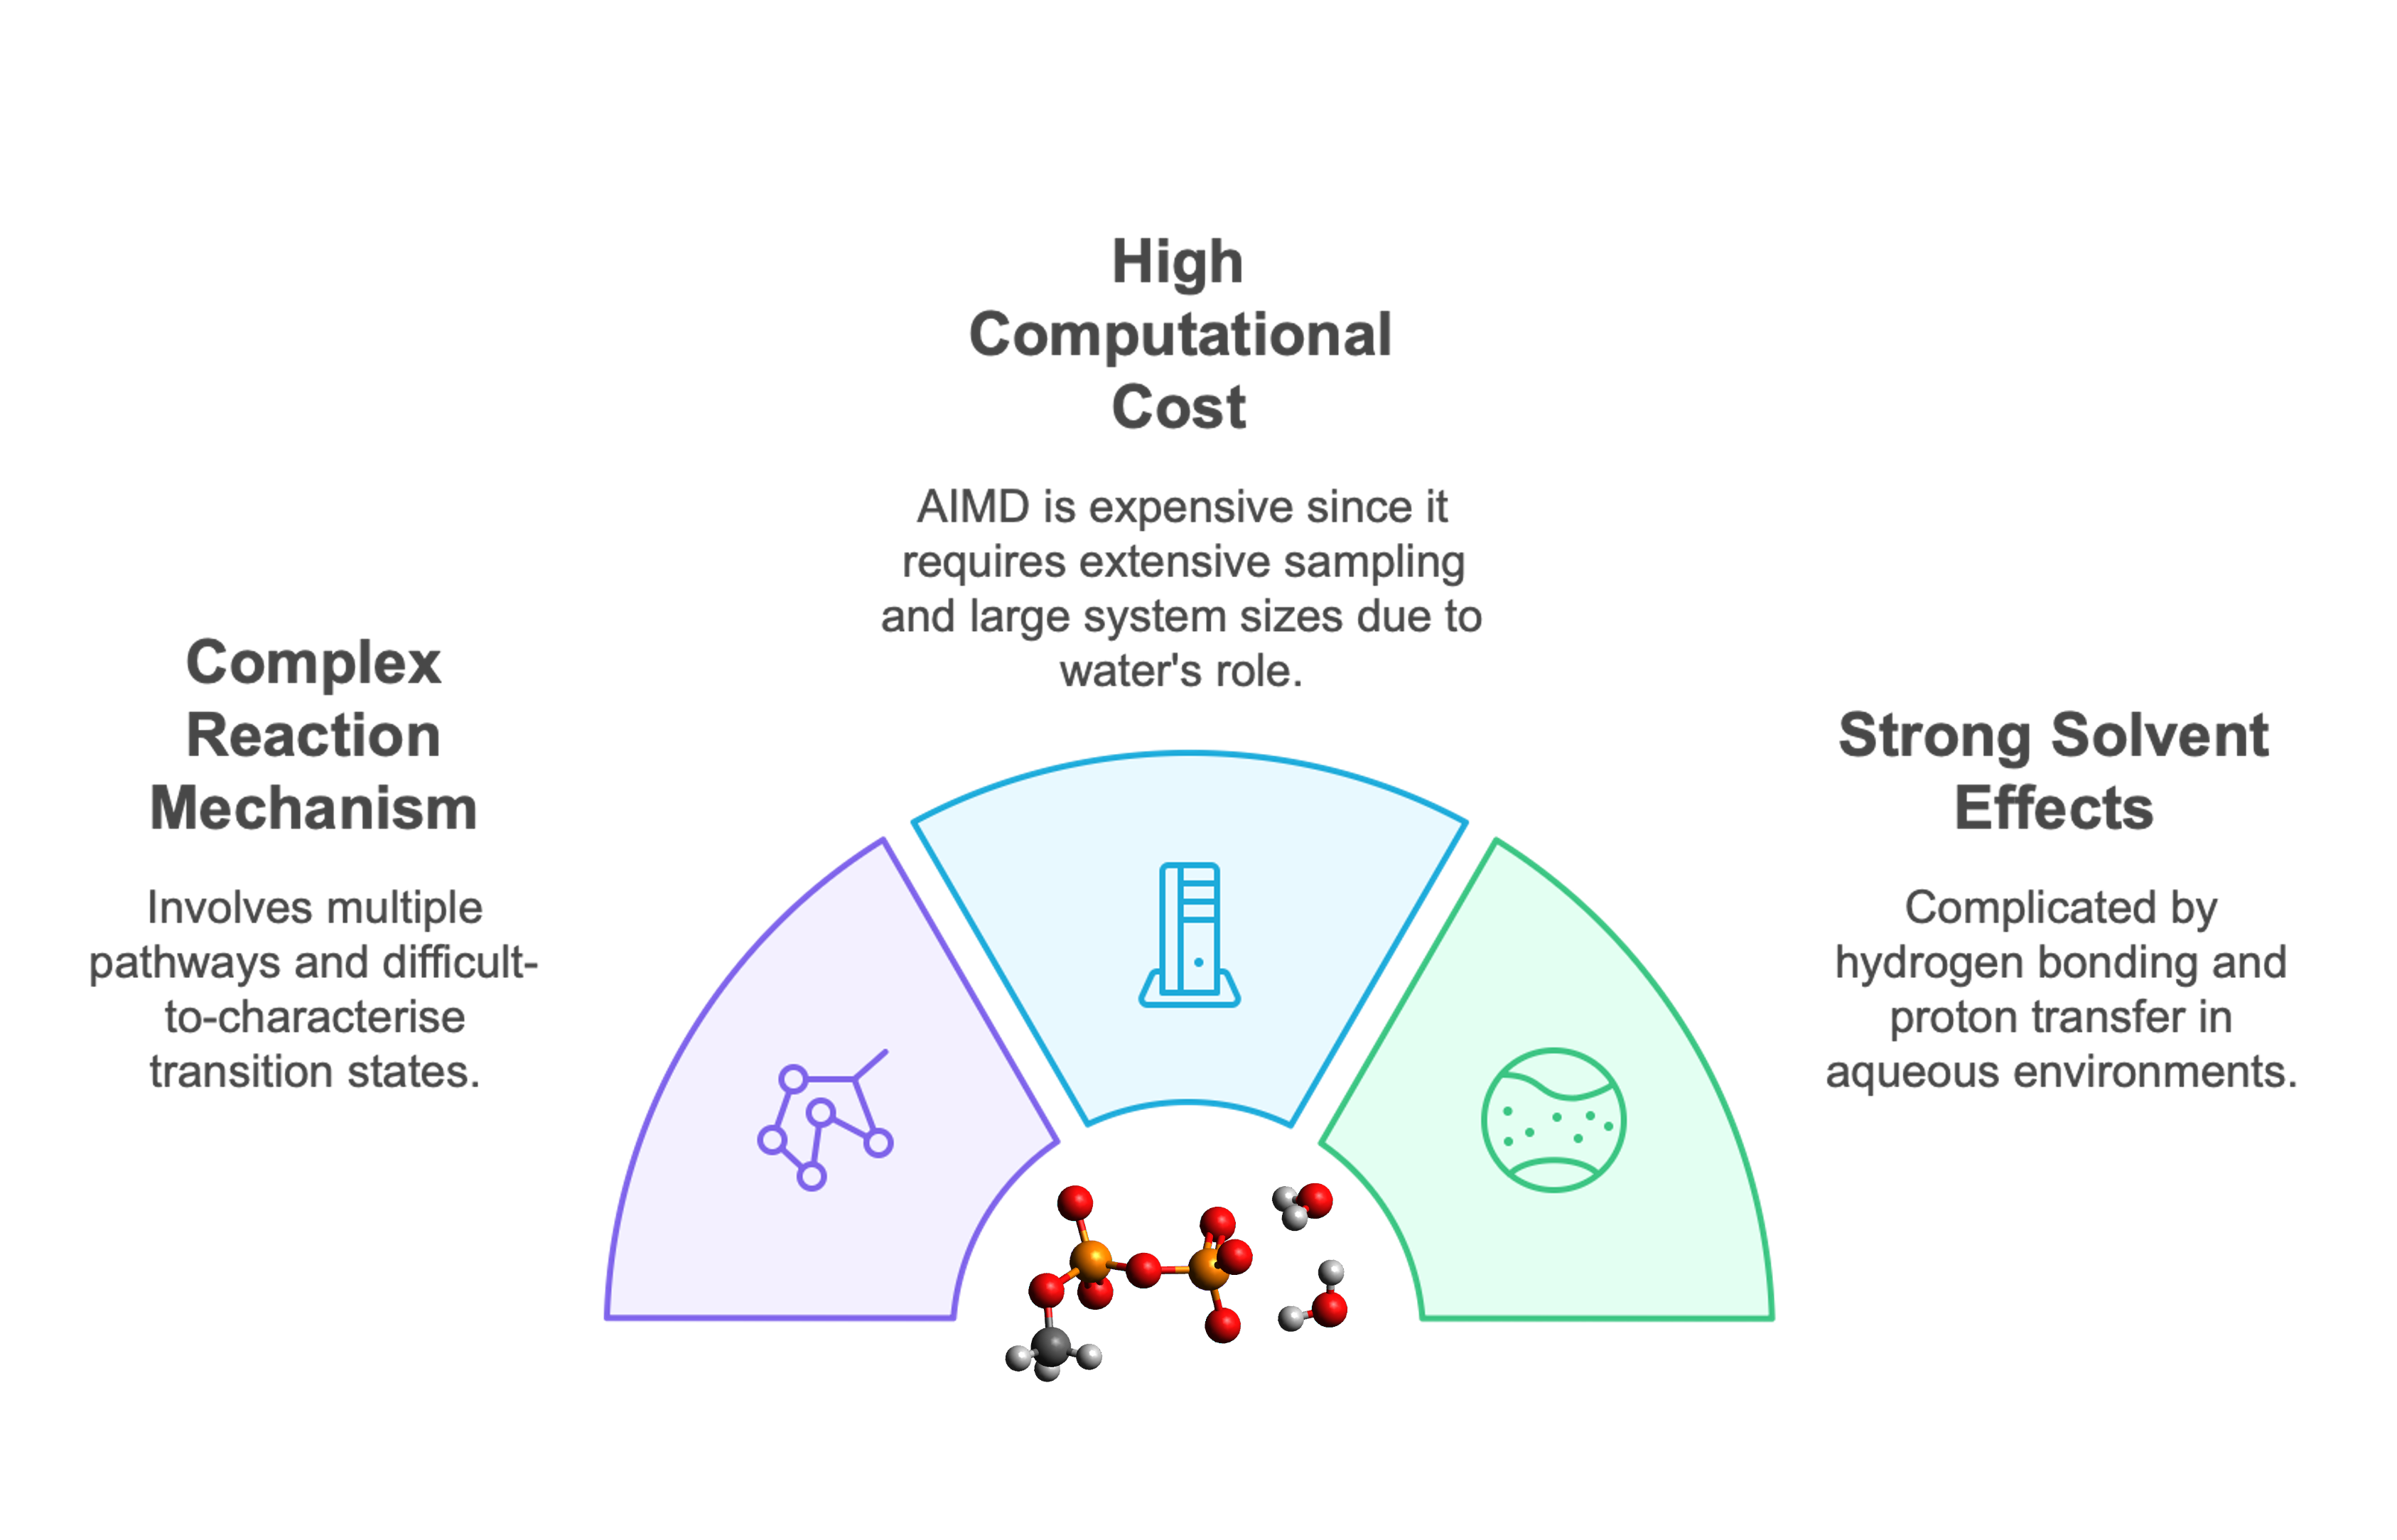 High
Computational
Cost
AIMD is expensive since it
requires extensive sampling
and large system sizes due to
water's role.
Complex
Reaction
Mechanism
Involves multiple
pathways and difficult-
to-characterise
transition states.
Strong Solvent
Effects
Complicated by
hydrogen bonding and
proton transfer in
aqueous environments.